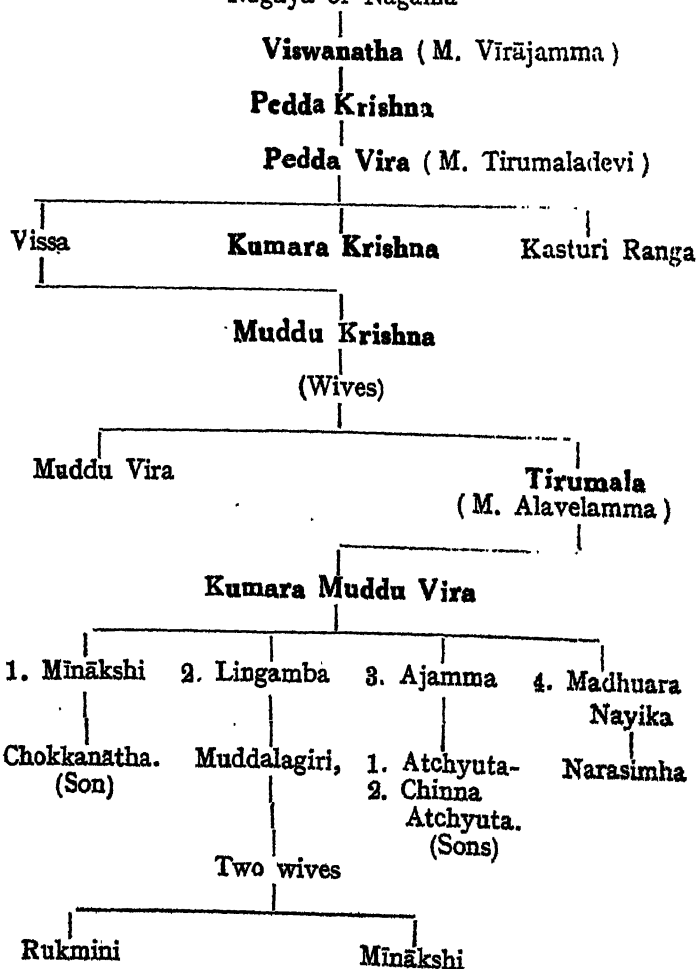 Viswanatha ( M. Vīrājamma )
Pedda Krishna
Pedda Vira ( M. Tirumaladevi )
Vissa Kumara Krishna Kasturi Ranga
Muddu Krishna
(Wives)
Muddu Vira
Tirumala
( M. Alavelamma )
Kumara Muddu Vira
1. Mīnākshi 2. Lingamba 3. Ajamma 4. Madhuara
Nayika
Chokkanātha. Muddalagiri, 1. Atchyuta- Narasimha
(Son) 2. Chinna
Atchyuta.
(Sons)
Two wives
Rukmini Mīnākshi